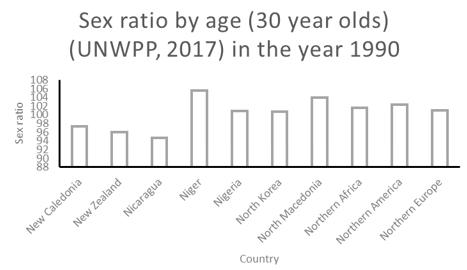 Sex ratio by age (30 year olds)
(UNWPP, 2017) in the year 1990
108
106
104
102
100
98
96
94
92
90
88
Sex ratio
New Caledonia
New Zealand
Nicaragua
Niger
Nigeria
North Korea
North Macedonia
Northern Africa
Northern America
Northern Europe
Country